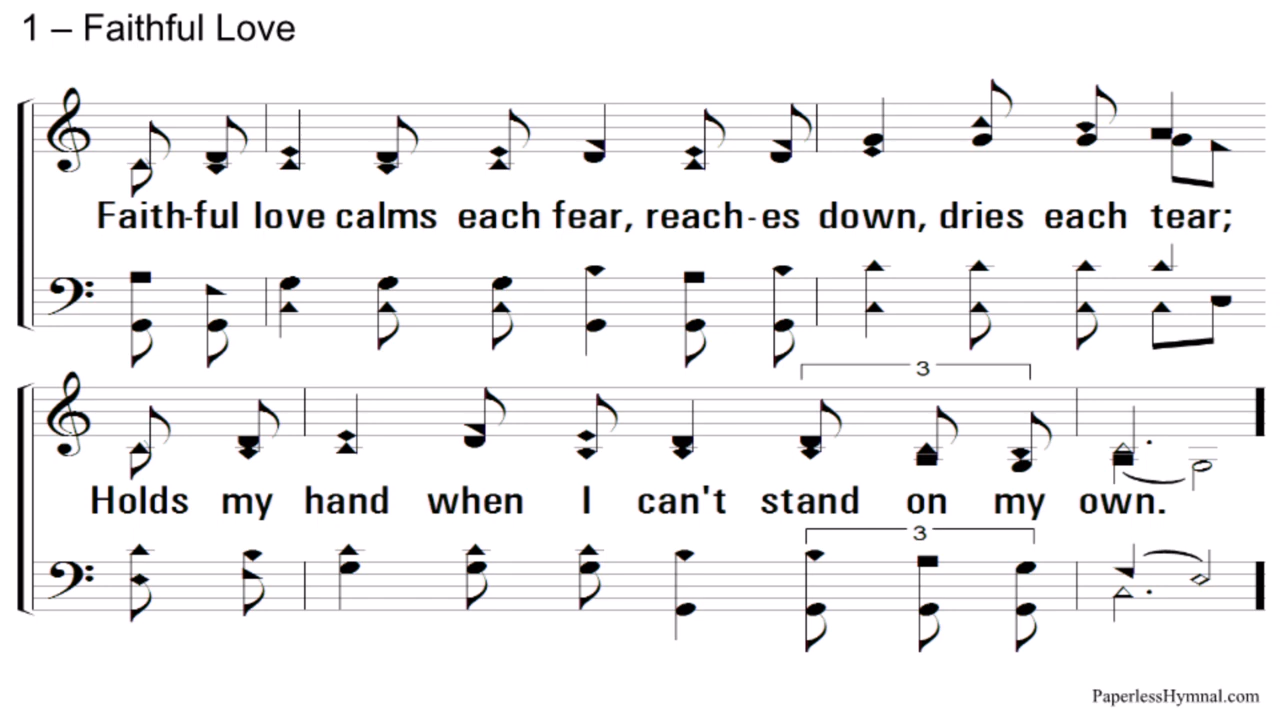 1 – Faithful Love
Faith-ful love calms each fear, reach-es down, dries each tear;
3
Holds my hand when I can't stand on my own.
3
PaperlessHymnal.com